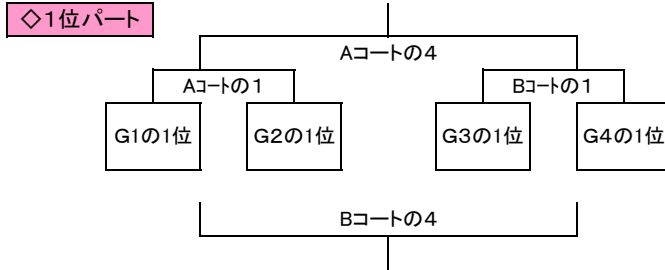 ◇1位パート
Aコートの4
Aコートの1
Bコートの1
G1の1位
G2の1位
G3の1位
G4の1位
Bコートの4